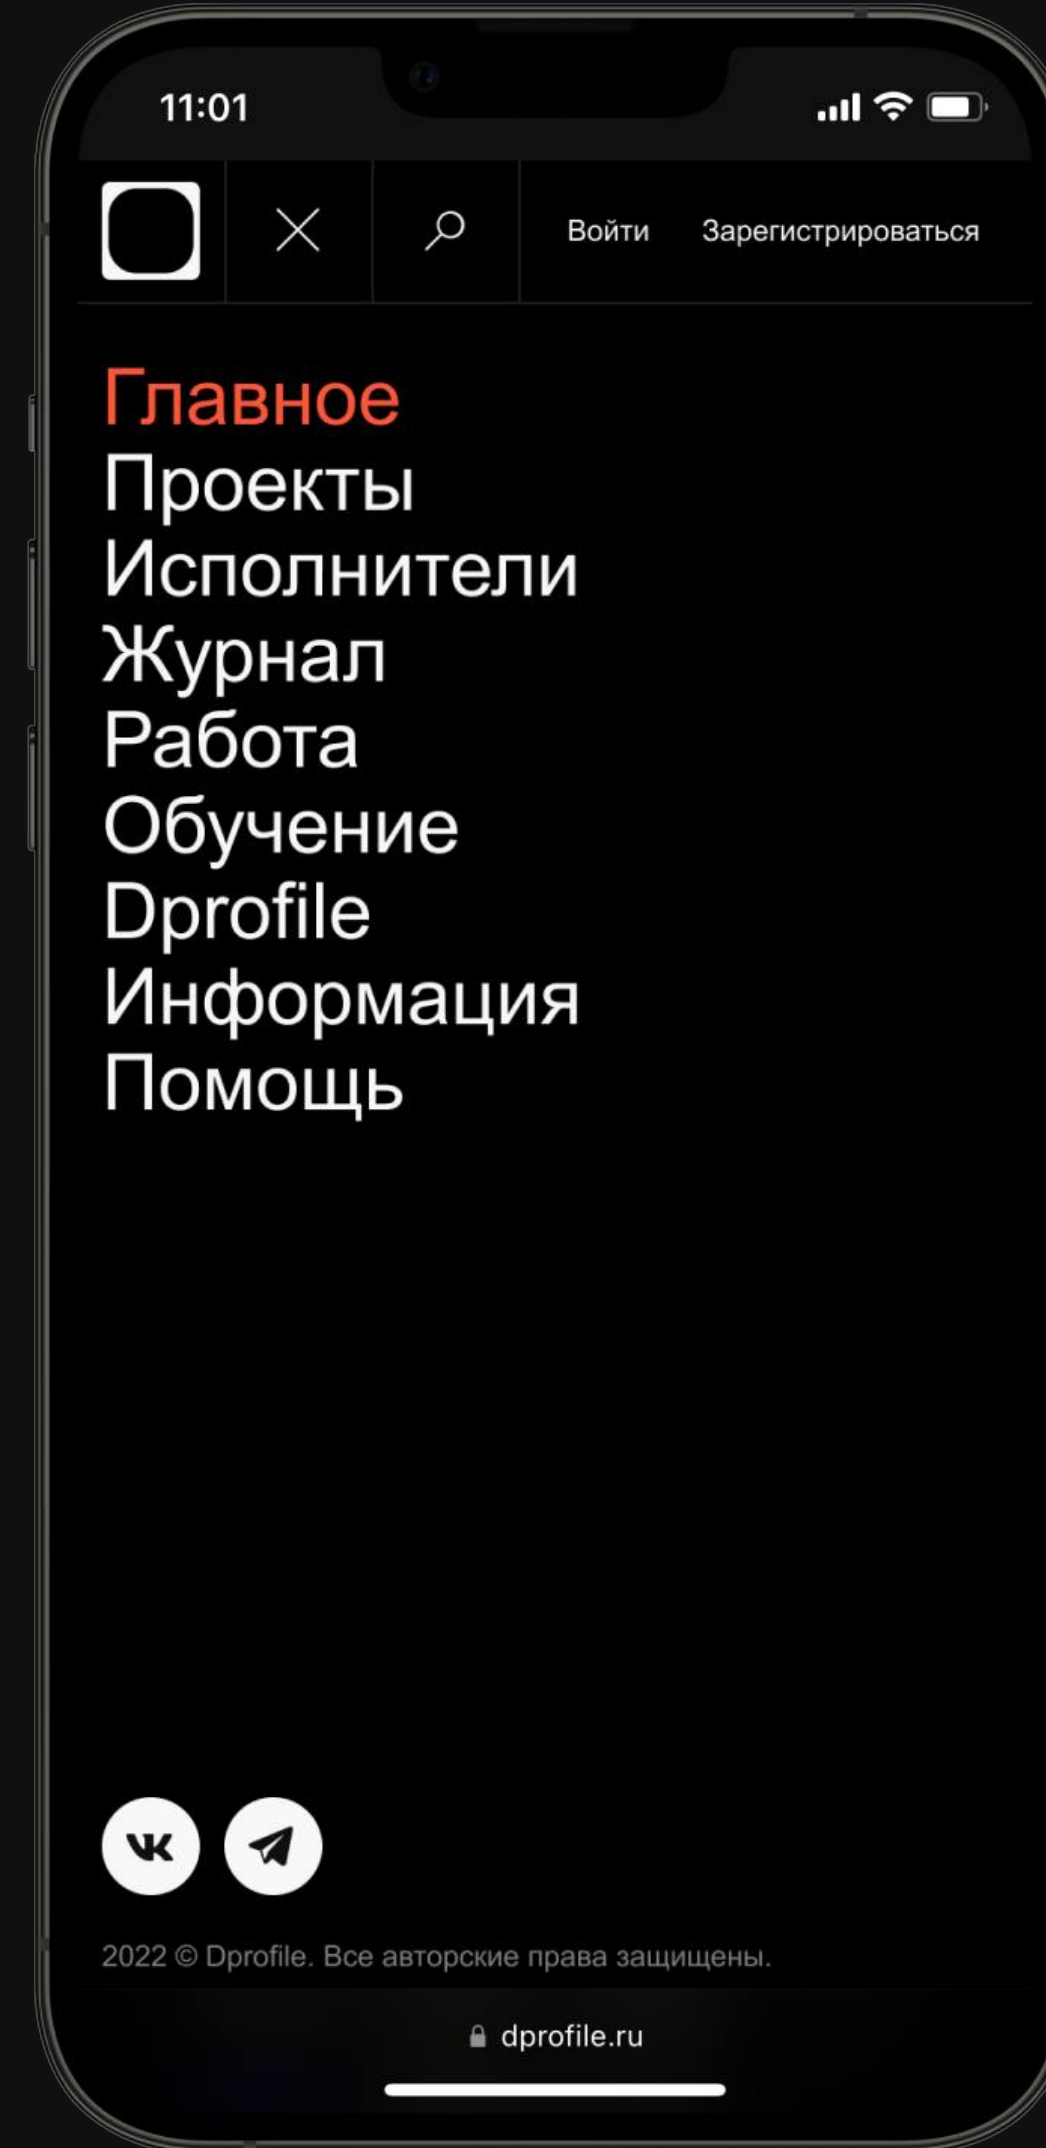 11:01
Войти Зарегистрироваться
Главное
Проекты
Исполнители
Журнал
Работа
Обучение
Dprofile
Информация
Помощь
2022 © Dprofile. Все авторские права защищены.
dprofile.ru